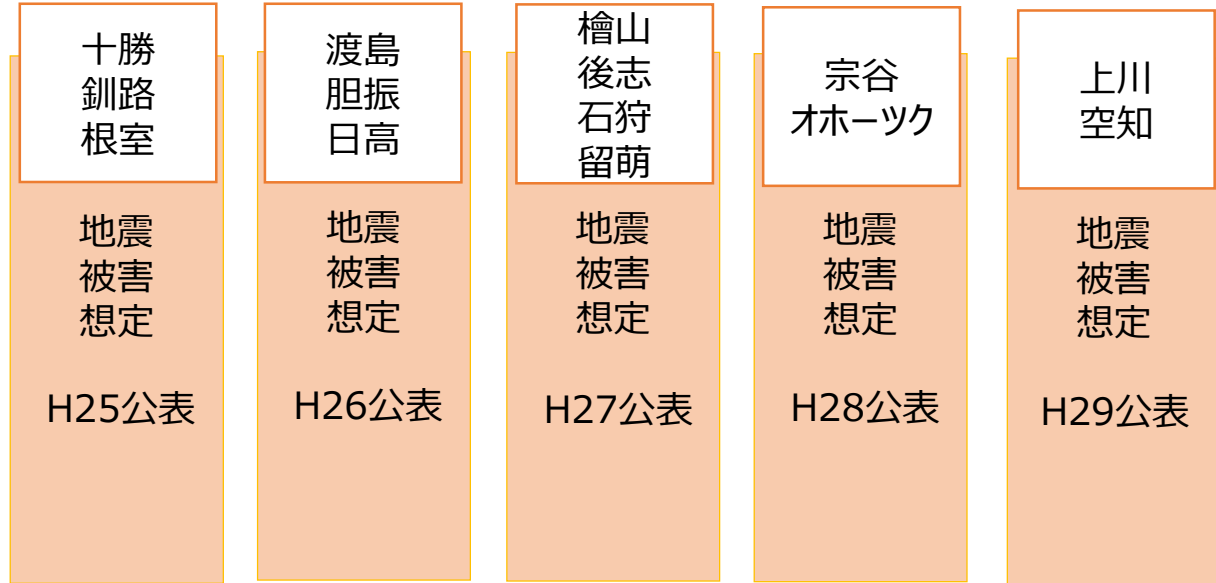 十勝
釧路
根室
地震
被害
想定
H25公表
渡島
胆振
日高
地震
被害
想定
H26公表
檜山
後志
石狩
留萌
地震
被害
想定
H27公表
宗谷
オホーツク
地震
被害
想定
H28公表
上川
空知
地震
被害
想定
H29公表